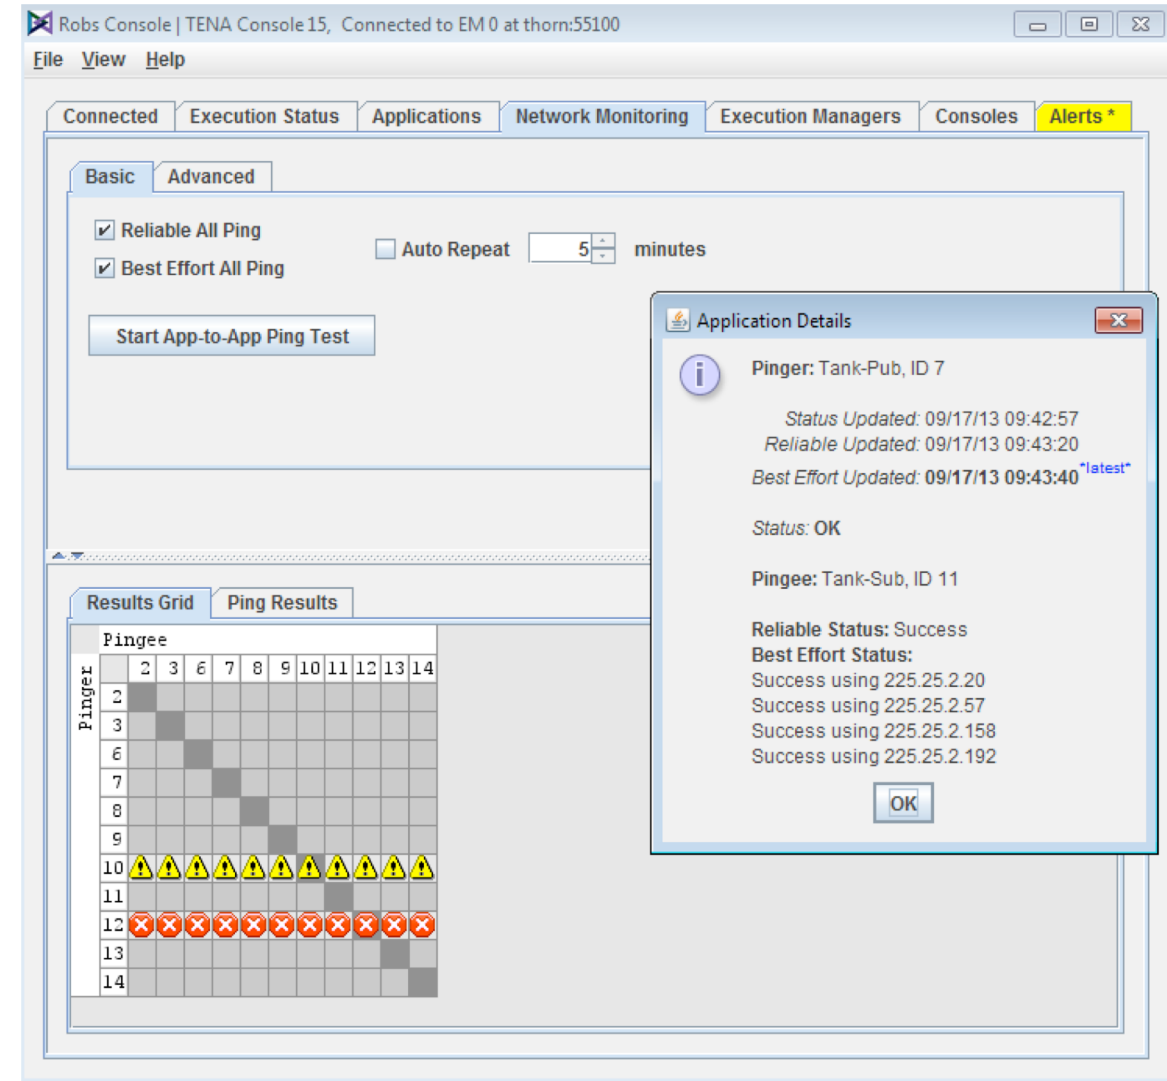 Robs Console | TENA Console 15, Connected to EM 0 at thorn:55100
File View Help
Connected Execution Status Applications Network Monitoring Execution Managers Consoles Alerts *
Basic Advanced
Reliable All Ping
Best Effort All Ping
Auto Repeat 5 minutes
Start App-to-App Ping Test
Application Details
Pinger: Tank-Pub, ID 7
Status Updated: 09/17/13 09:42:57
Reliable Updated: 09/17/13 09:43:20
Best Effort Updated: 09/17/13 09:43:40 *latest*
Status: OK
Pingee: Tank-Sub, ID 11
Reliable Status: Success
Best Effort Status:
Success using 225.25.2.20
Success using 225.25.2.57
Success using 225.25.2.158
Success using 225.25.2.192
OK
Results Grid Ping Results
Pingee
Pinger
2 3 6 7 8 9 10 11 12 13 14
2
3
6
7
8
9
10
11
12
13
14